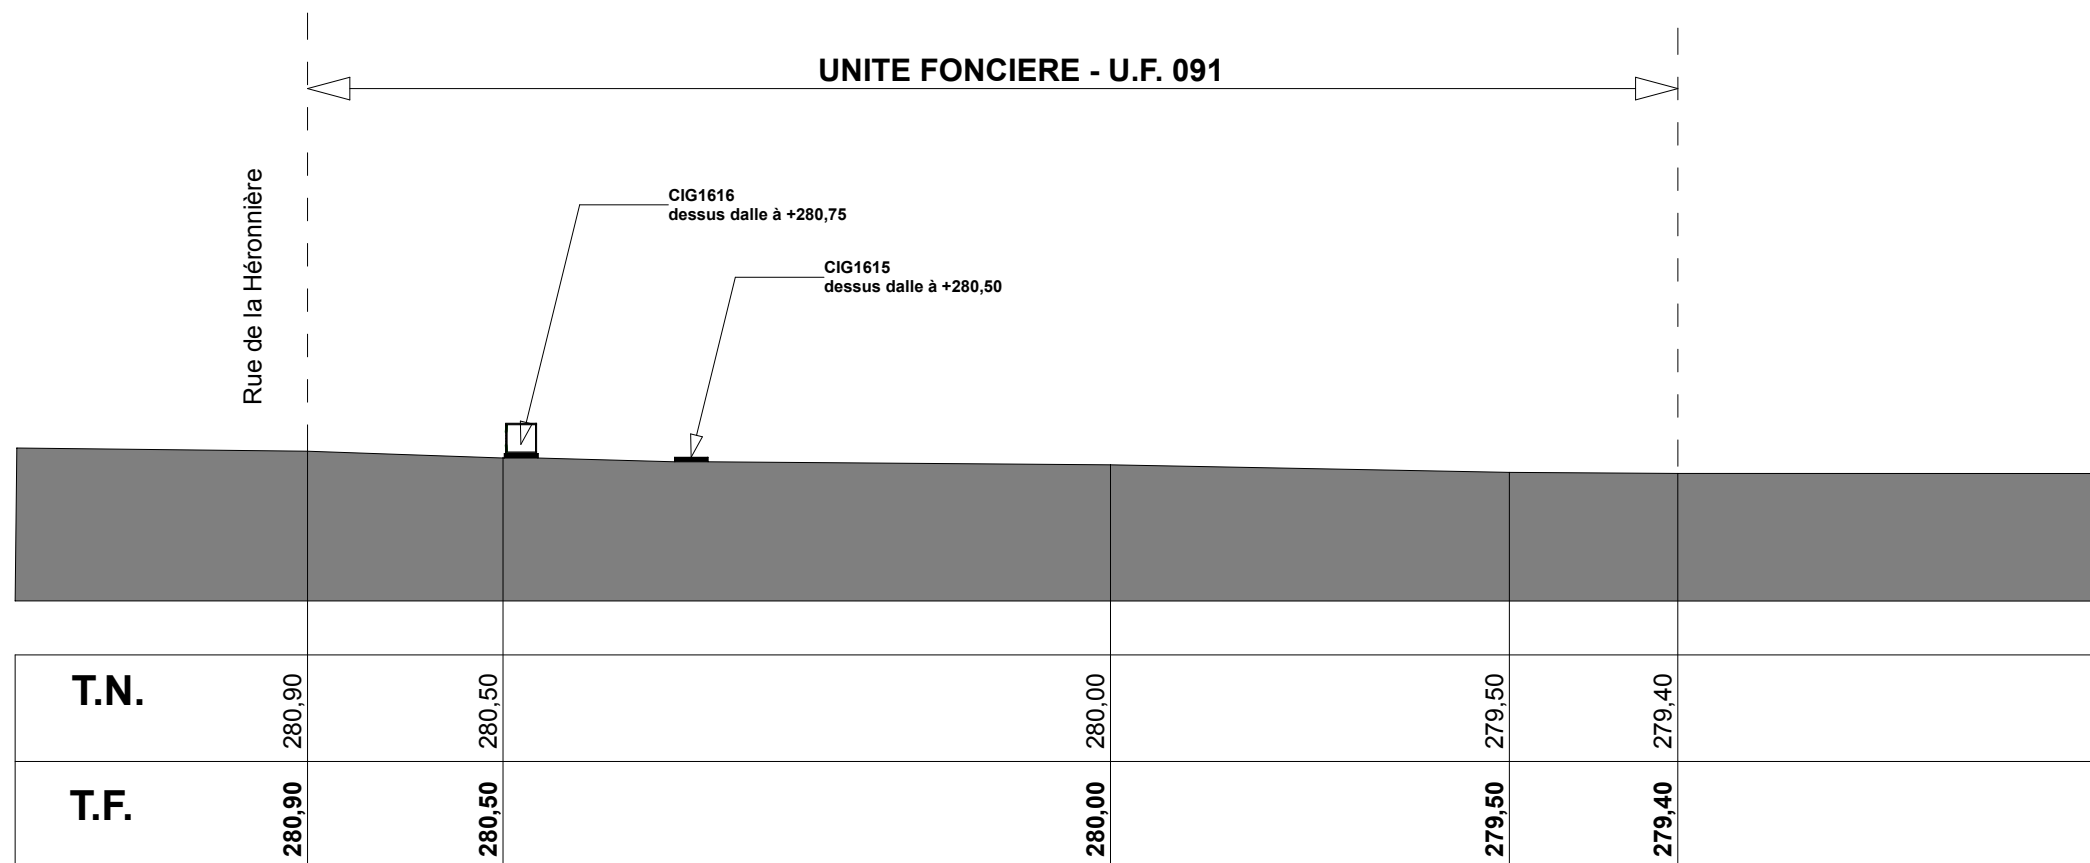 UNITE FONCIERE - U.F. 091
Rue de la Héronnière
CIG1616
dessus dalle à +280,75
CIG1615
dessus dalle à +280,50
T.N.
280,90
280,50
280,00
279,50
279,40
T.F.
280,90
280,50
280,00
279,50
279,40